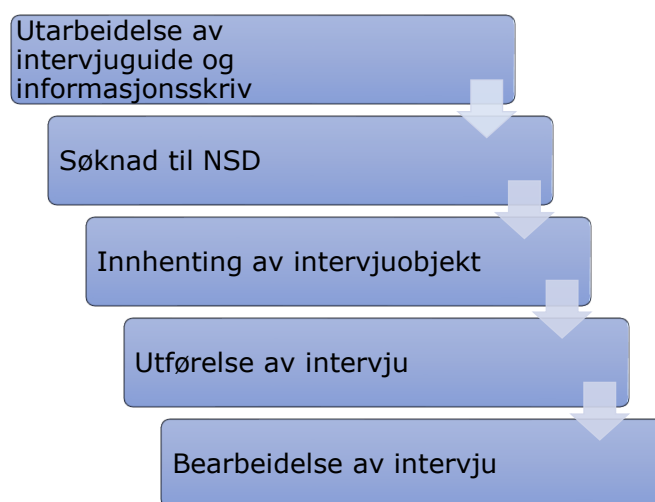 Utarbeidelse av
intervjuguide og
informasjonsskriv
Søknad til NSD
Innhenting av intervjuobjekt
Utførelse av intervju
Bearbeidelse av intervju